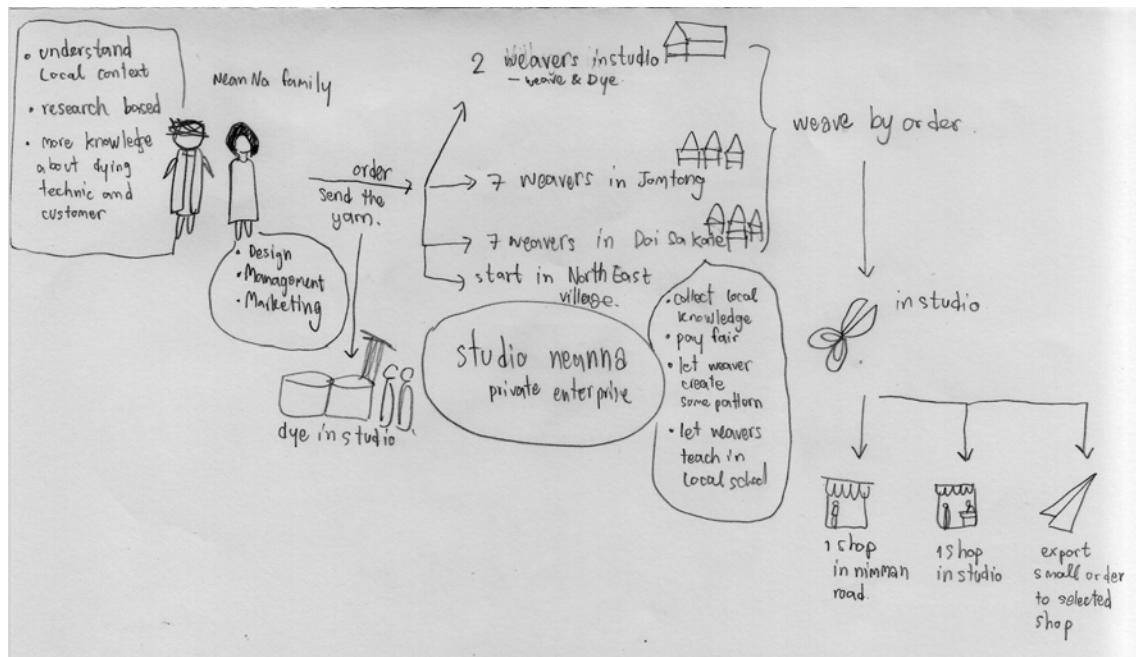 • understand
Local context
• research based
• more knowledge
about dying
technic and
customer
NeanNa family
• Design
• Management
• Marketing
order
send the
yarn.
dye in studio
2 weavers in studio
- weave & Dye.
7 weavers in Jomtong
7 weavers in Doi Sakate
start in North East
village.
studio neanna
private enterprise
• collect local
knowledge
• pay fair
• let weaver
create
some pattern
• let weavers
teach in
local school
weave by order.
in studio
1 shop
in nimman
road.
1 shop
in studio
export
small order
to selected
shop